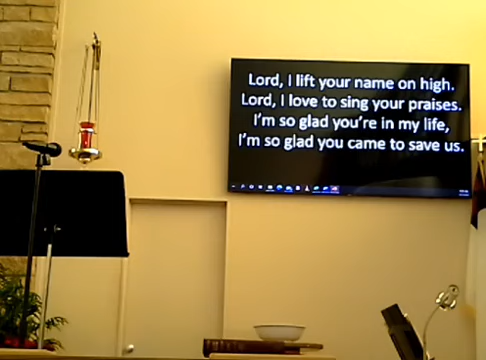 Lord, I lift your name on high.
Lord, I love to sing your praises.
I'm so glad you're in my life,
I'm so glad you came to save us.